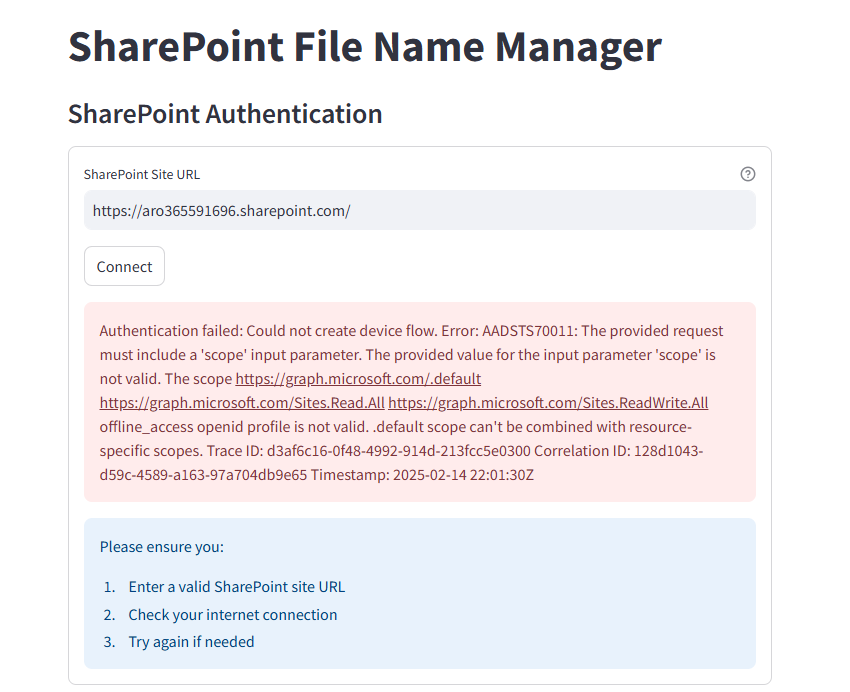 SharePoint File Name Manager
SharePoint Authentication
SharePoint Site URL
https://aro365591696.sharepoint.com/
Connect
Authentication failed: Could not create device flow. Error: AADSTS70011: The provided request
must include a 'scope' input parameter. The provided value for the input parameter 'scope' is
not valid. The scope https://graph.microsoft.com/.default
https://graph.microsoft.com/Sites.Read.All https://graph.microsoft.com/Sites.ReadWrite.All
offline_access openid profile is not valid. .default scope can't be combined with resource-
specific scopes. Trace ID: d3af6c16-0f48-4992-914d-213fcc5e0300 Correlation ID: 128d1043-
d59c-4589-a163-97a704db9e65 Timestamp: 2025-02-14 22:01:30Z
Please ensure you:
1. Enter a valid SharePoint site URL
2. Check your internet connection
3. Try again if needed